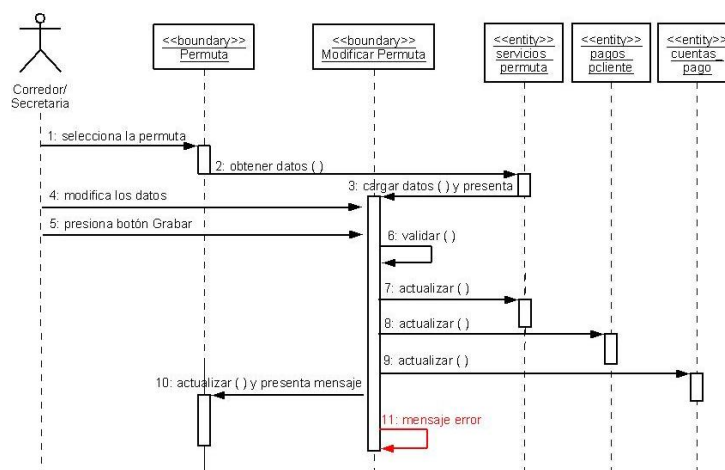 <<boundary>>
Permuta
<<boundary>>
Modificar Permuta
<<entity>>
servicios_
permuta
<<entity>>
pagos_
pcliente
<<entity>>
cuentas_
pago
Corredor/
Secretaria
1: selecciona la permuta
2: obtener datos ( )
3: cargar datos ( ) y presenta
4: modifica los datos
5: presiona botón Grabar
6: validar ( )
7: actualizar ( )
8: actualizar ( )
9: actualizar ( )
10: actualizar ( ) y presenta mensaje
11: mensaje error